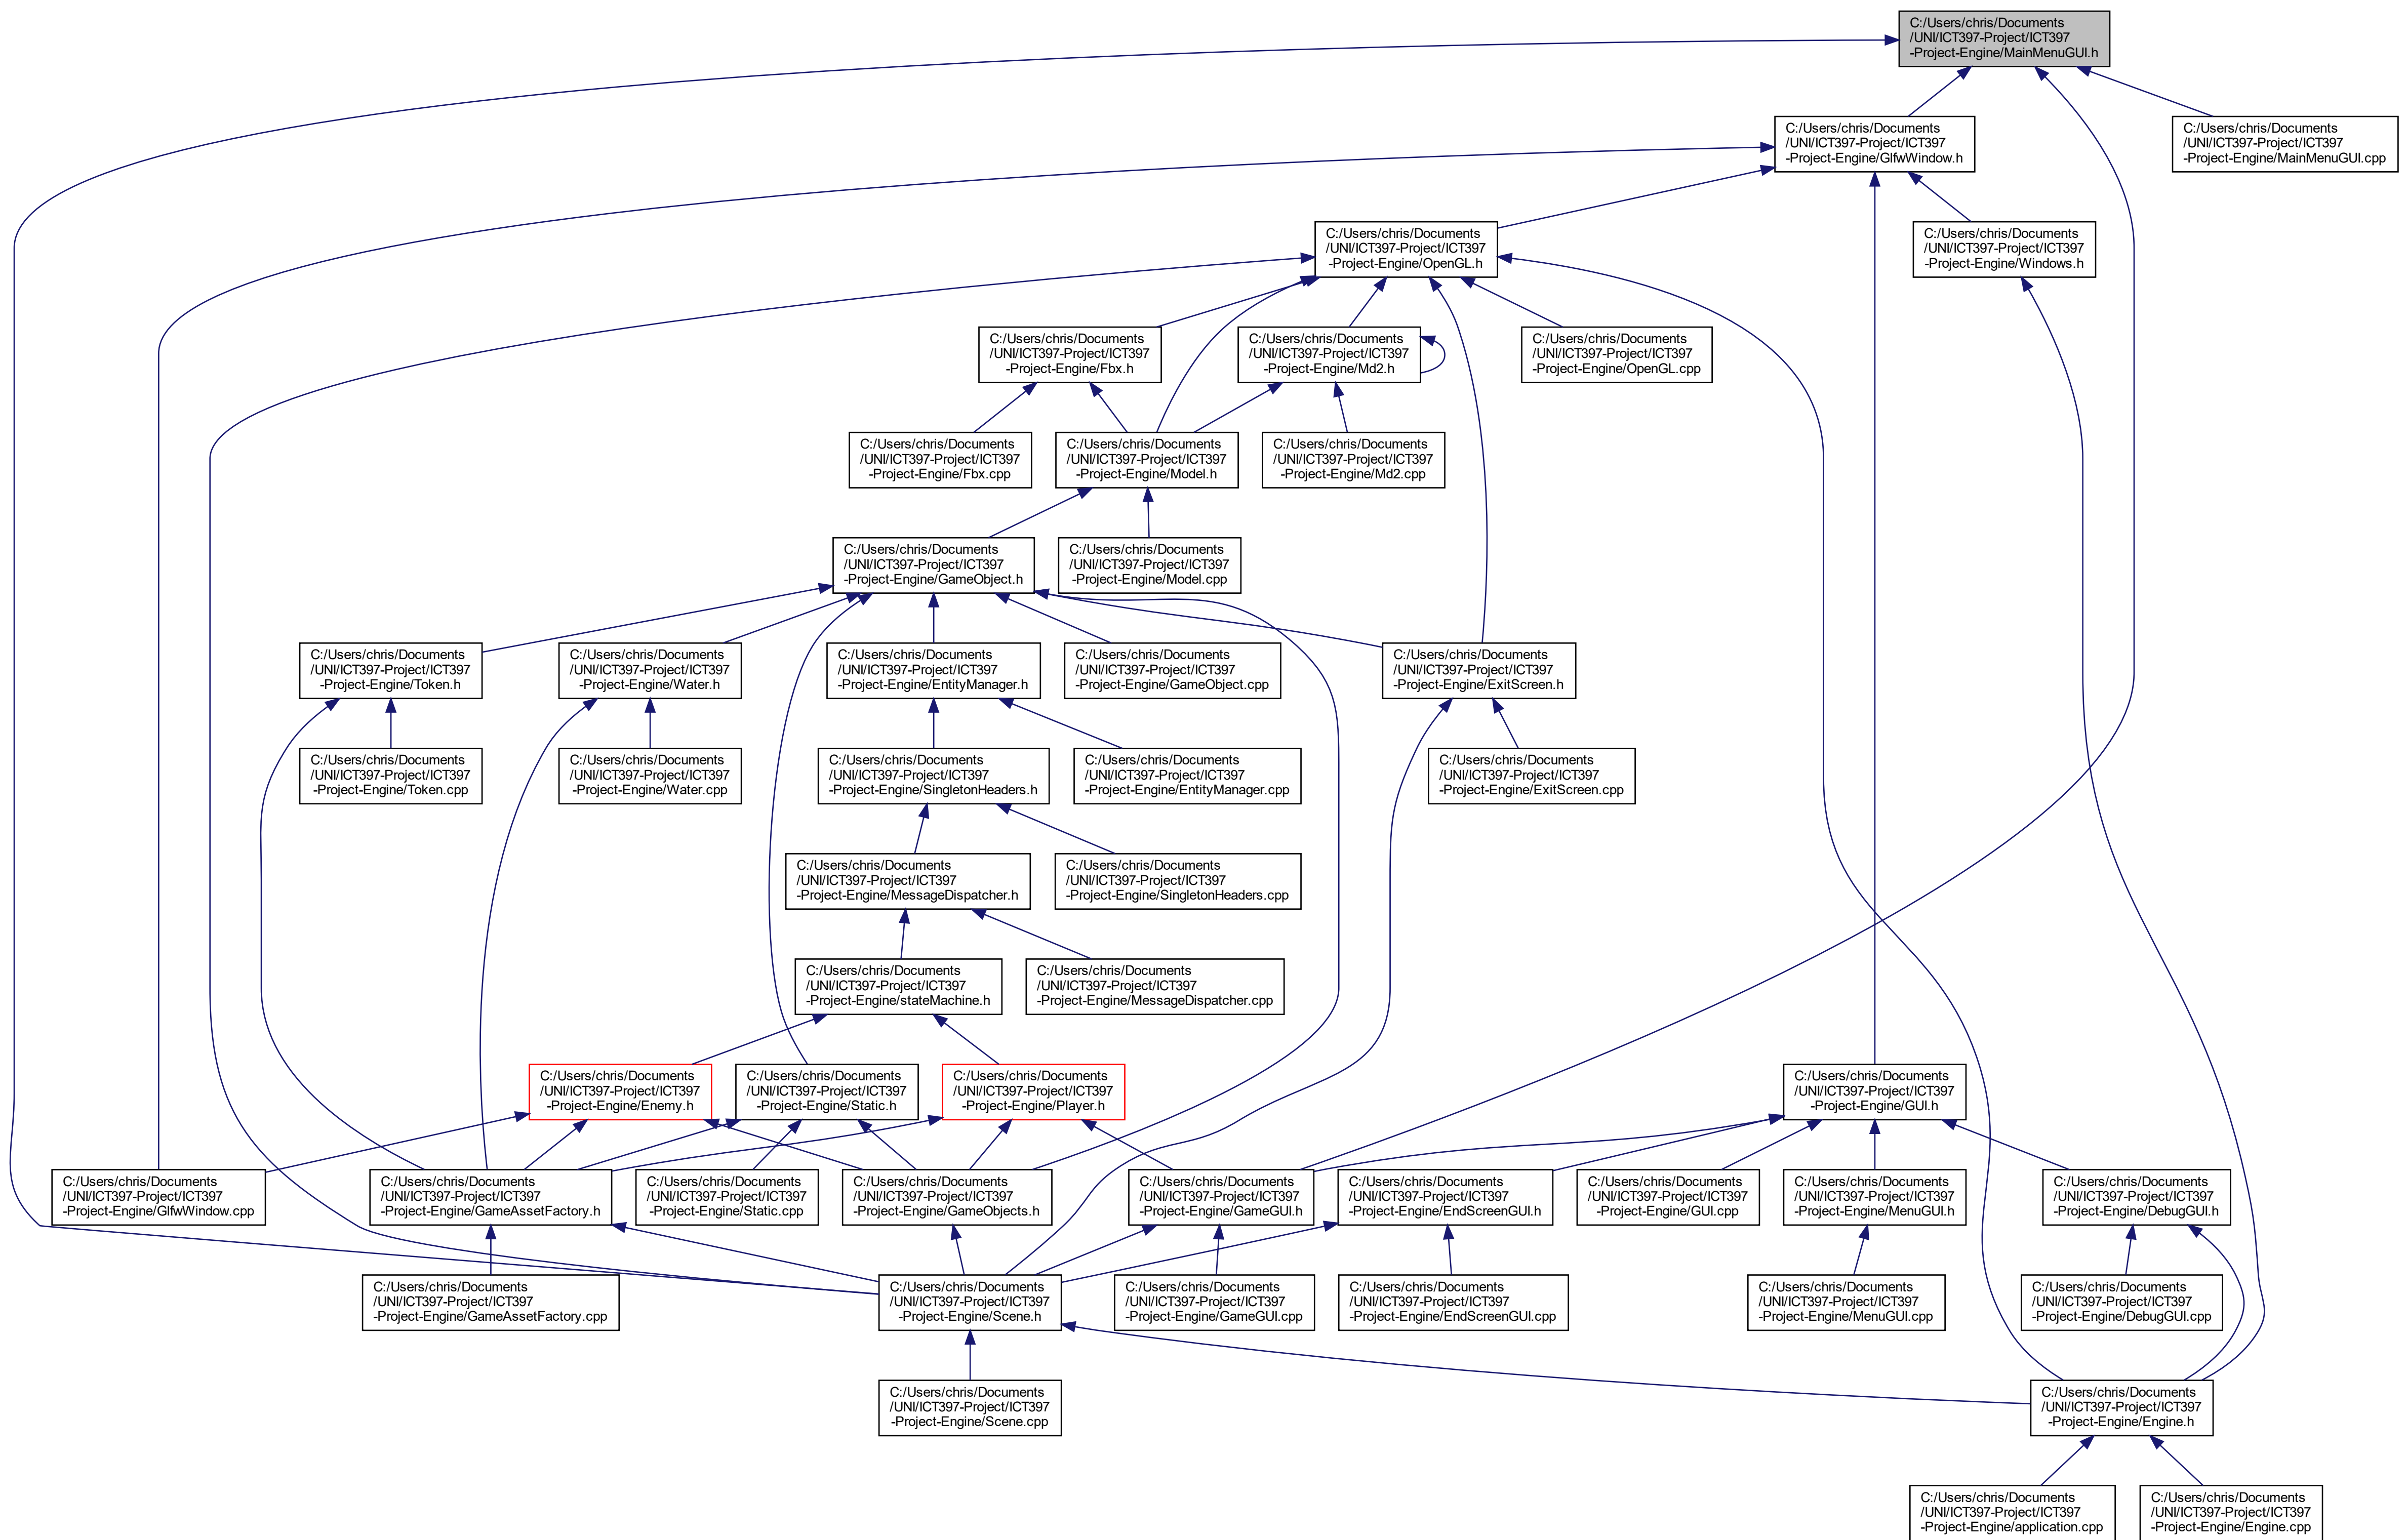 C:/Users/chris/Documents
/UNI/ICT397-Project/ICT397
-Project-Engine/MainMenuGUI.h
C:/Users/chris/Documents
/UNI/ICT397-Project/ICT397
-Project-Engine/GlfwWindow.h
C:/Users/chris/Documents
/UNI/ICT397-Project/ICT397
-Project-Engine/MainMenuGUI.cpp
C:/Users/chris/Documents
/UNI/ICT397-Project/ICT397
-Project-Engine/OpenGL.h
C:/Users/chris/Documents
/UNI/ICT397-Project/ICT397
-Project-Engine/Windows.h
C:/Users/chris/Documents
/UNI/ICT397-Project/ICT397
-Project-Engine/Fbx.h
C:/Users/chris/Documents
/UNI/ICT397-Project/ICT397
-Project-Engine/Md2.h
C:/Users/chris/Documents
/UNI/ICT397-Project/ICT397
-Project-Engine/OpenGL.cpp
C:/Users/chris/Documents
/UNI/ICT397-Project/ICT397
-Project-Engine/Fbx.cpp
C:/Users/chris/Documents
/UNI/ICT397-Project/ICT397
-Project-Engine/Model.h
C:/Users/chris/Documents
/UNI/ICT397-Project/ICT397
-Project-Engine/Md2.cpp
C:/Users/chris/Documents
/UNI/ICT397-Project/ICT397
-Project-Engine/GameObject.h
C:/Users/chris/Documents
/UNI/ICT397-Project/ICT397
-Project-Engine/Model.cpp
C:/Users/chris/Documents
/UNI/ICT397-Project/ICT397
-Project-Engine/Token.h
C:/Users/chris/Documents
/UNI/ICT397-Project/ICT397
-Project-Engine/Water.h
C:/Users/chris/Documents
/UNI/ICT397-Project/ICT397
-Project-Engine/EntityManager.h
C:/Users/chris/Documents
/UNI/ICT397-Project/ICT397
-Project-Engine/GameObject.cpp
C:/Users/chris/Documents
/UNI/ICT397-Project/ICT397
-Project-Engine/ExitScreen.h
C:/Users/chris/Documents
/UNI/ICT397-Project/ICT397
-Project-Engine/Token.cpp
C:/Users/chris/Documents
/UNI/ICT397-Project/ICT397
-Project-Engine/Water.cpp
C:/Users/chris/Documents
/UNI/ICT397-Project/ICT397
-Project-Engine/SingletonHeaders.h
C:/Users/chris/Documents
/UNI/ICT397-Project/ICT397
-Project-Engine/EntityManager.cpp
C:/Users/chris/Documents
/UNI/ICT397-Project/ICT397
-Project-Engine/ExitScreen.cpp
C:/Users/chris/Documents
/UNI/ICT397-Project/ICT397
-Project-Engine/MessageDispatcher.h
C:/Users/chris/Documents
/UNI/ICT397-Project/ICT397
-Project-Engine/SingletonHeaders.cpp
C:/Users/chris/Documents
/UNI/ICT397-Project/ICT397
-Project-Engine/stateMachine.h
C:/Users/chris/Documents
/UNI/ICT397-Project/ICT397
-Project-Engine/MessageDispatcher.cpp
C:/Users/chris/Documents
/UNI/ICT397-Project/ICT397
-Project-Engine/Enemy.h
C:/Users/chris/Documents
/UNI/ICT397-Project/ICT397
-Project-Engine/Static.h
C:/Users/chris/Documents
/UNI/ICT397-Project/ICT397
-Project-Engine/Player.h
C:/Users/chris/Documents
/UNI/ICT397-Project/ICT397
-Project-Engine/GUI.h
C:/Users/chris/Documents
/UNI/ICT397-Project/ICT397
-Project-Engine/GlfwWindow.cpp
C:/Users/chris/Documents
/UNI/ICT397-Project/ICT397
-Project-Engine/GameAssetFactory.h
C:/Users/chris/Documents
/UNI/ICT397-Project/ICT397
-Project-Engine/Static.cpp
C:/Users/chris/Documents
/UNI/ICT397-Project/ICT397
-Project-Engine/GameObjects.h
C:/Users/chris/Documents
/UNI/ICT397-Project/ICT397
-Project-Engine/GameGUI.h
C:/Users/chris/Documents
/UNI/ICT397-Project/ICT397
-Project-Engine/EndScreenGUI.h
C:/Users/chris/Documents
/UNI/ICT397-Project/ICT397
-Project-Engine/GUI.cpp
C:/Users/chris/Documents
/UNI/ICT397-Project/ICT397
-Project-Engine/MenuGUI.h
C:/Users/chris/Documents
/UNI/ICT397-Project/ICT397
-Project-Engine/DebugGUI.h
C:/Users/chris/Documents
/UNI/ICT397-Project/ICT397
-Project-Engine/GameAssetFactory.cpp
C:/Users/chris/Documents
/UNI/ICT397-Project/ICT397
-Project-Engine/Scene.h
C:/Users/chris/Documents
/UNI/ICT397-Project/ICT397
-Project-Engine/GameGUI.cpp
C:/Users/chris/Documents
/UNI/ICT397-Project/ICT397
-Project-Engine/EndScreenGUI.cpp
C:/Users/chris/Documents
/UNI/ICT397-Project/ICT397
-Project-Engine/MenuGUI.cpp
C:/Users/chris/Documents
/UNI/ICT397-Project/ICT397
-Project-Engine/DebugGUI.cpp
C:/Users/chris/Documents
/UNI/ICT397-Project/ICT397
-Project-Engine/Scene.cpp
C:/Users/chris/Documents
/UNI/ICT397-Project/ICT397
-Project-Engine/Engine.h
C:/Users/chris/Documents
/UNI/ICT397-Project/ICT397
-Project-Engine/application.cpp
C:/Users/chris/Documents
/UNI/ICT397-Project/ICT397
-Project-Engine/Engine.cpp